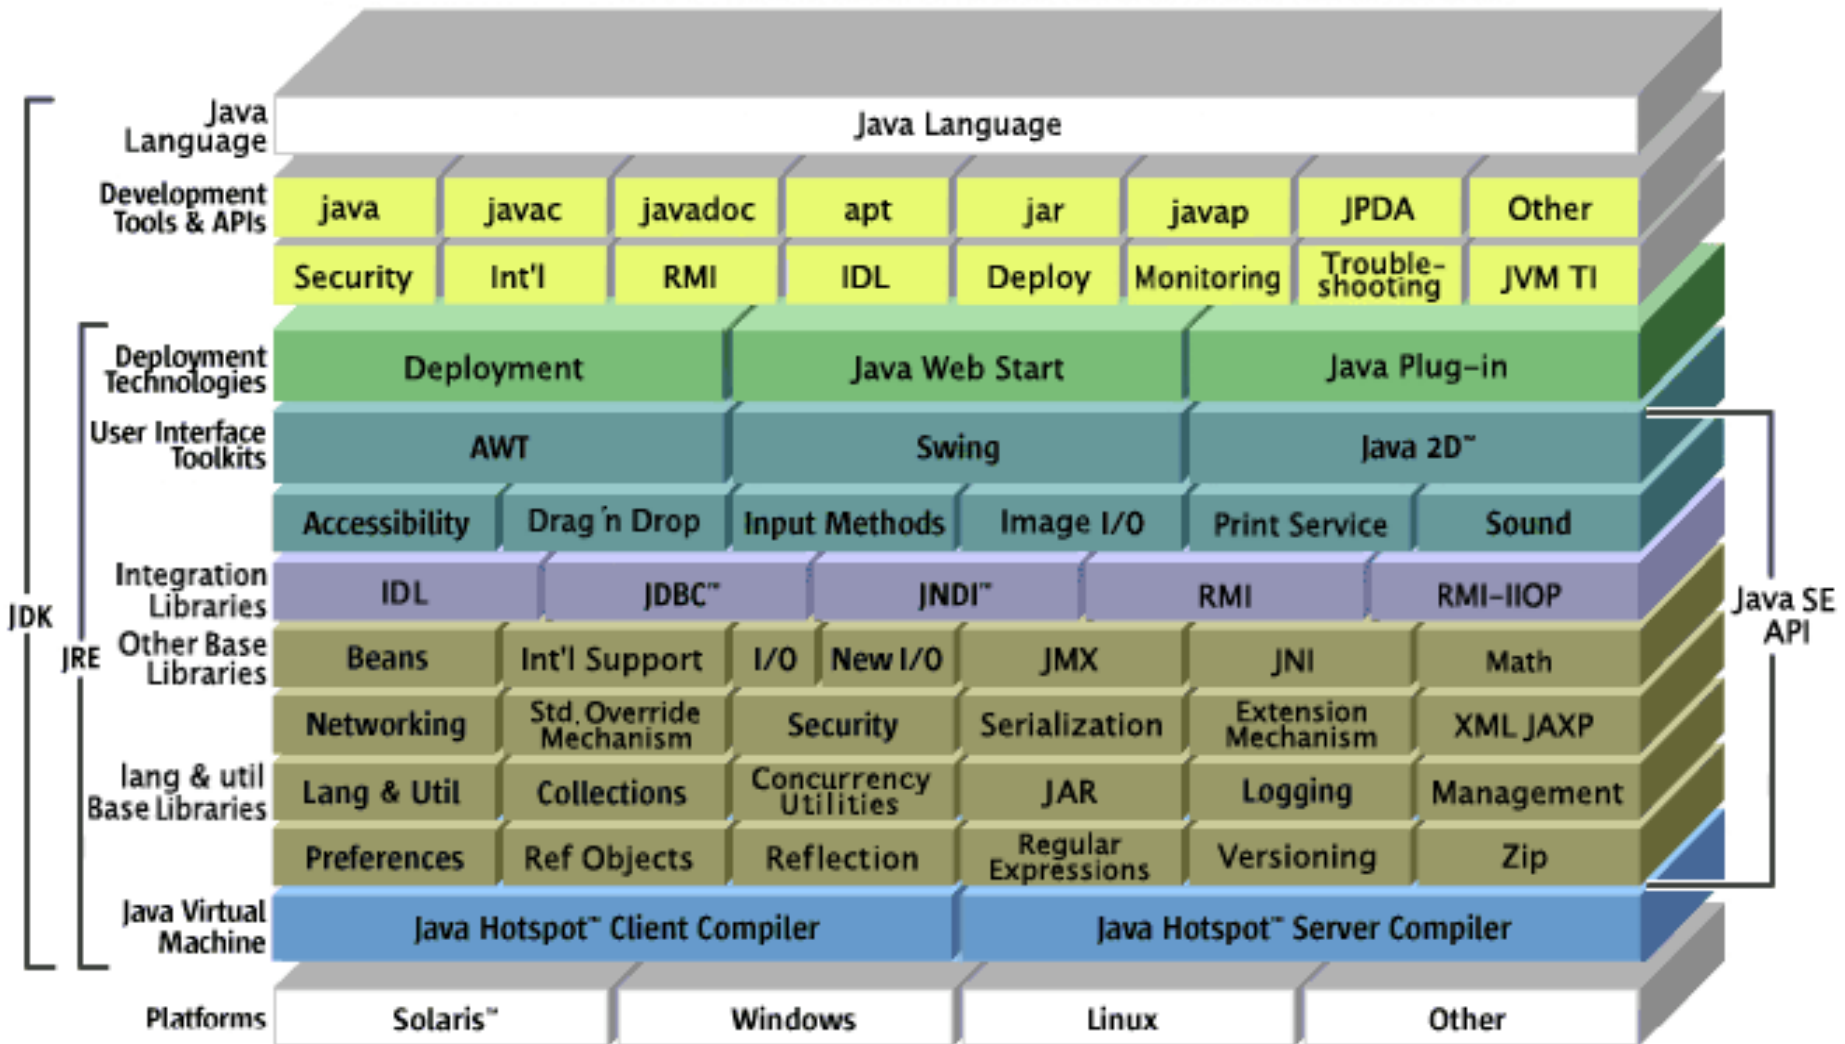 Java
Language
Java Language
Development
Tools & APIs
java javac javadoc apt jar javap JPDA Other
Security Int'l RMI IDL Deploy Monitoring Trouble-
shooting JVM TI
Deployment
Technologies
Deployment Java Web Start Java Plug-in
User Interface
Toolkits
AWT Swing Java 2D™
Accessibility Drag 'n Drop Input Methods Image I/O Print Service Sound
Integration
Libraries
IDL JDBC™ JNDI™ RMI RMI-IIOP
JDK
JRE
Java SE
API
Other Base
Libraries
Beans Int'l Support I/O New I/O JMX JNI Math
Networking Std. Override
Mechanism Security Serialization Extension
Mechanism XML JAXP
lang & util
Base Libraries
Lang & Util Collections Concurrency
Utilities JAR Logging Management
Preferences Ref Objects Reflection Regular
Expressions Versioning Zip
Java Virtual
Machine
Java Hotspot™ Client Compiler Java Hotspot™ Server Compiler
Platforms
Solaris™ Windows Linux Other